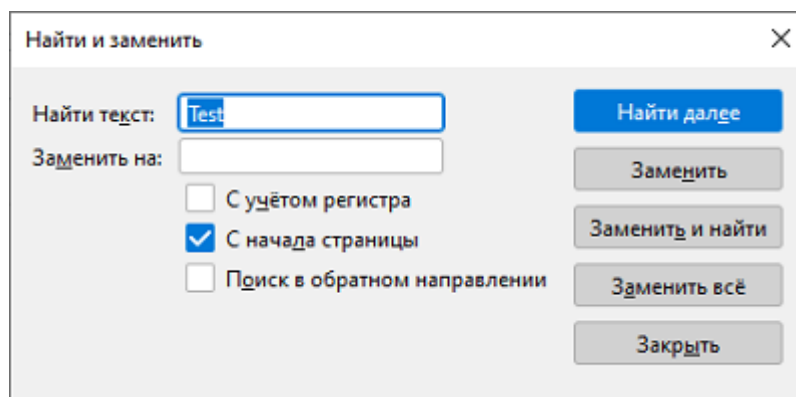 Найти и заменить
Найти текст: Test
Найти далее
Заменить на:
Заменить
С учётом регистра
Заменить и найти
С начала страницы
Поиск в обратном направлении
Заменить всё
Закрыть